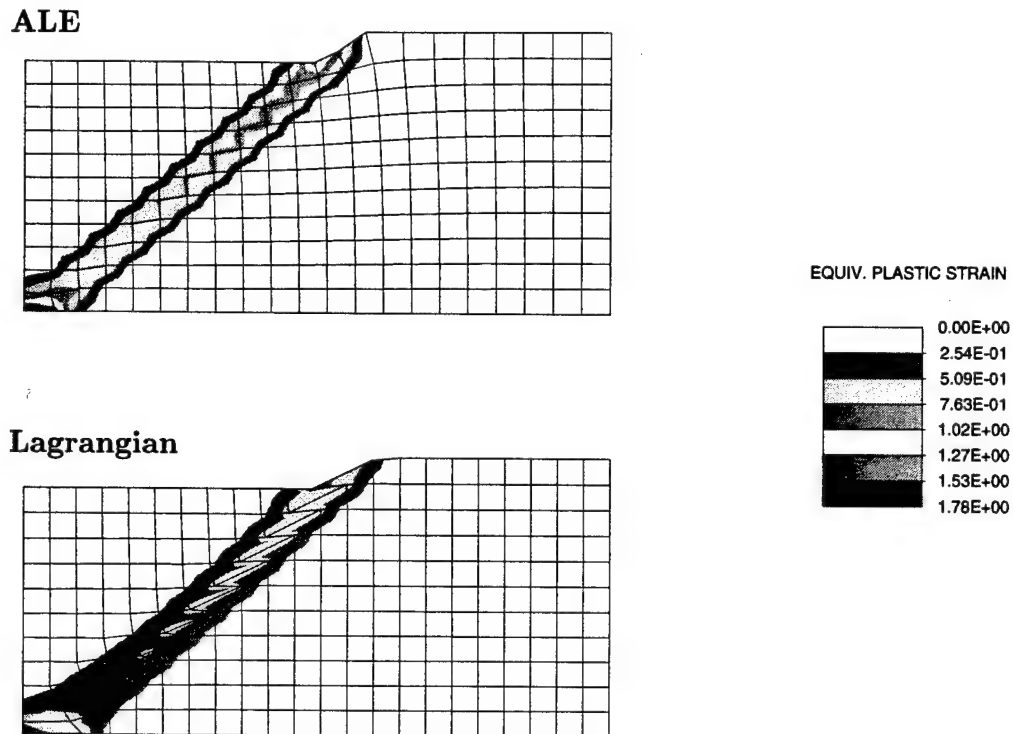 ALE
EQUIV. PLASTIC STRAIN
0.00E+00
2.54E-01
5.09E-01
7.63E-01
1.02E+00
1.27E+00
1.53E+00
1.78E+00
Lagrangian